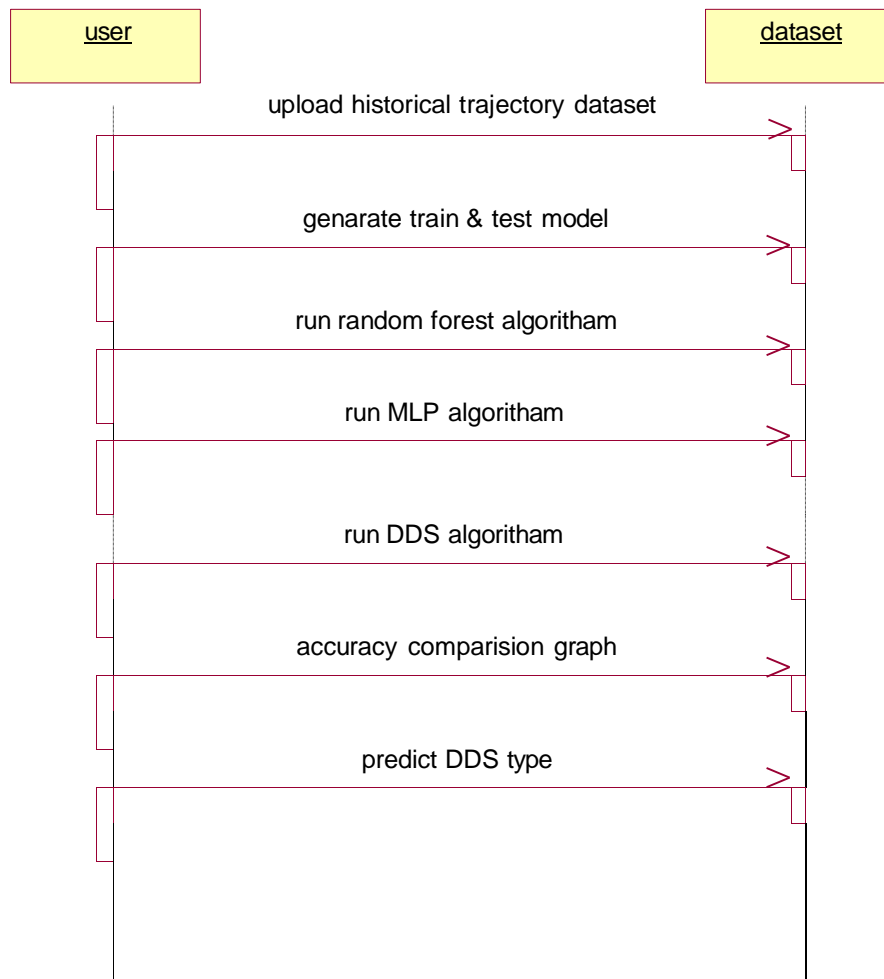 user
dataset
upload historical trajectory dataset
genarate train & test model
run random forest algoritham
run MLP algoritham
run DDS algoritham
accuracy comparision graph
predict DDS type